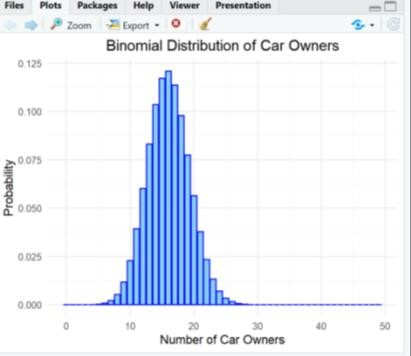 Files Plots Packages Help Viewer Presentation
Zoom Export
Binomial Distribution of Car Owners
0.125
0.100
0.075
0.050
0.025
0.000
Probability
0 10 20 30 40 50
Number of Car Owners